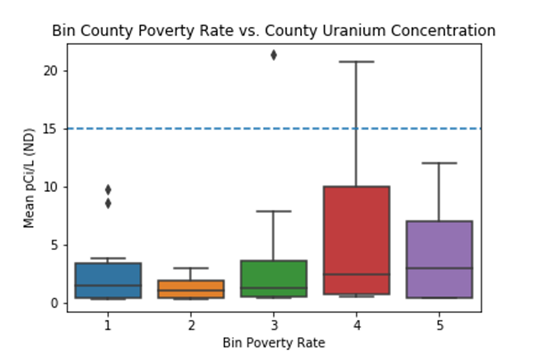 Bin County Poverty Rate vs. County Uranium Concentration
Mean pCi/L (ND)
20
15
10
5
0
1 2 3 4 5
Bin Poverty Rate